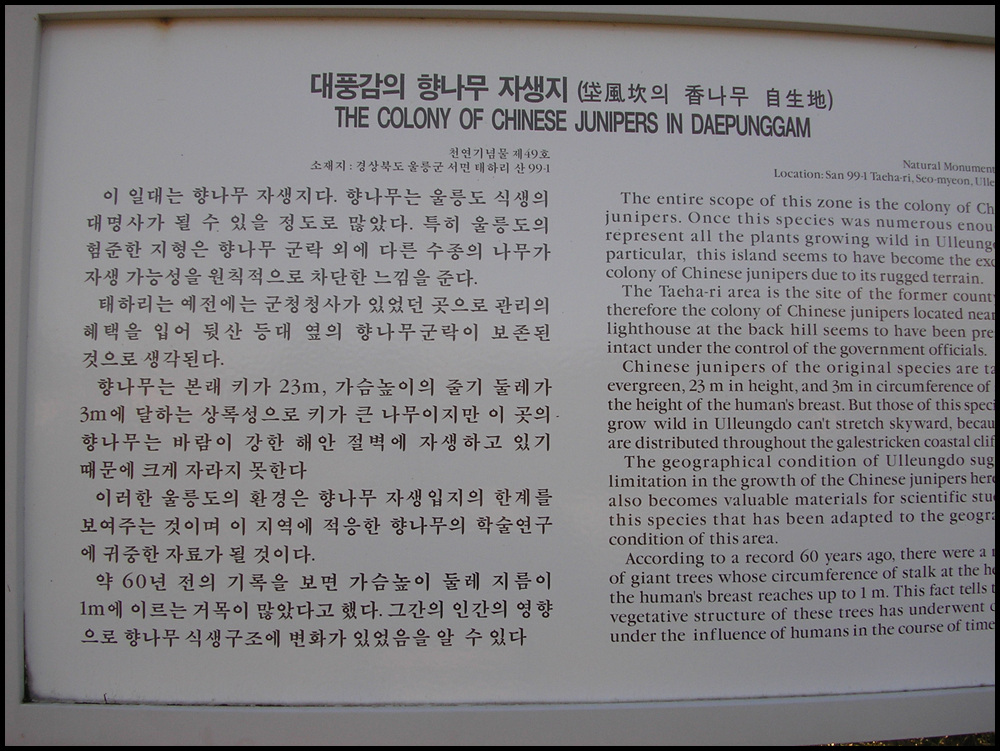 대풍감의 향나무 자생지 (垈風坎의 香나무 自生地)
THE COLONY OF CHINESE JUNIPERS IN DAEPUNGGAM
천연기념물 제49호
소재지 : 경상북도 울릉군 서면 태하리 산 99-1
이 일대는 향나무 자생지다. 향나무는 울릉도 식생의
대명사가 될 수 있을 정도로 많았다. 특히 울릉도의
험준한 지형은 향나무 군락 외에 다른 수종의 나무가
자생 가능성을 원칙적으로 차단한 느낌을 준다.
태하리는 예전에는 군청청사가 있었던 곳으로 관리의
혜택을 입어 뒷산 등대 옆의 향나무군락이 보존된
것으로 생각된다.
향나무는 본래 키가 23m, 가슴높이의 줄기 둘레가
3m에 달하는 상록성으로 키가 큰 나무이지만 이 곳의
향나무는 바람이 강한 해안 절벽에 자생하고 있기
때문에 크게 자라지 못한다
이러한 울릉도의 환경은 향나무 자생입지의 한계를
보여주는 것이며 이 지역에 적응한 향나무의 학술연구
에 귀중한 자료가 될 것이다.
약 60년 전의 기록을 보면 가슴높이 둘레 지름이
1m에 이르는 거목이 많았다고 했다. 그간의 인간의 영향
으로 향나무 식생구조에 변화가 있었음을 알 수 있다
Natural Monument
Location: San 99-1 Taeha-ri, Seo-myeon, Ulle
The entire scope of this zone is the colony of Ch
junipers. Once this species was numerous enou
represent all the plants growing wild in Ulleung
particular, this island seems to have become the exc
colony of Chinese junipers due to its rugged terrain.
The Taeha-ri area is the site of the former count
therefore the colony of Chinese junipers located near
lighthouse at the back hill seems to have been pre
intact under the control of the government officials.
Chinese junipers of the original species are ta
evergreen, 23 m in height, and 3m in circumference of
the height of the human's breast. But those of this speci
grow wild in Ulleungdo can't stretch skyward, becau
are distributed throughout the galestricken coastal clif
The geographical condition of Ulleungdo sug
limitation in the growth of the Chinese junipers here
also becomes valuable materials for scientific stu
this species that has been adapted to the geogra
condition of this area.
According to a record 60 years ago, there were a
of giant trees whose circumference of stalk at the he
the human's breast reaches up to 1 m. This fact tells t
vegetative structure of these trees has underwent c
under the influence of humans in the course of time